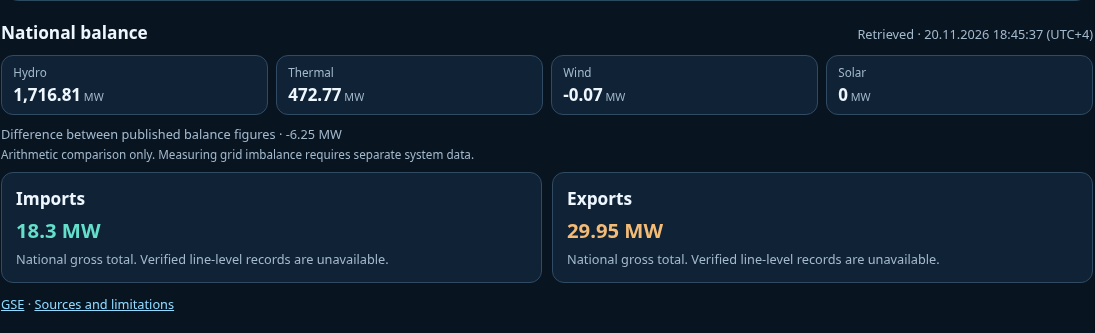 National balance
Retrieved · 20.11.2026 18:45:37 (UTC+4)
Hydro
1,716.81 MW
Thermal
472.77 MW
Wind
-0.07 MW
Solar
0 MW
Difference between published balance figures · -6.25 MW
Arithmetic comparison only. Measuring grid imbalance requires separate system data.
Imports
18.3 MW
National gross total. Verified line-level records are unavailable.
Exports
29.95 MW
National gross total. Verified line-level records are unavailable.
GSE · Sources and limitations